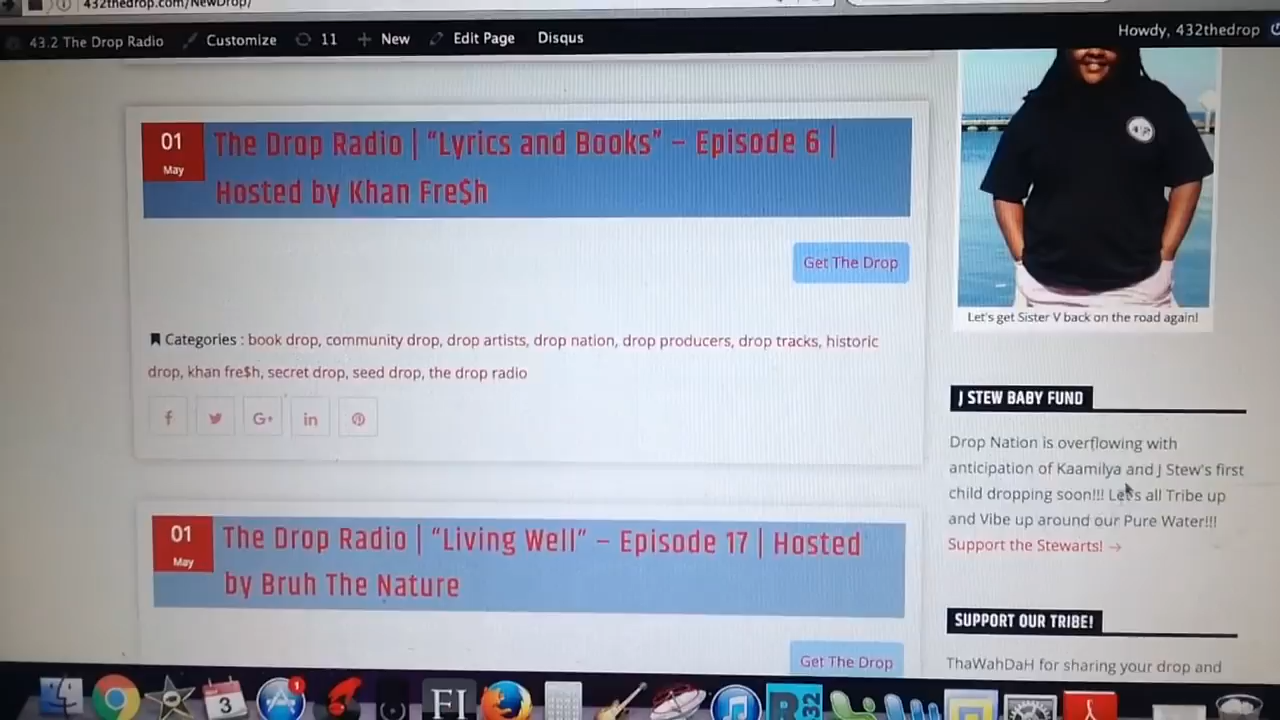 432thedrop.com/NewDrop/
43.2 The Drop Radio Customize 11 New Edit Page Disqus Howdy, 432thedrop
01
May
The Drop Radio | “Lyrics and Books” – Episode 6 |
Hosted by Khan Fre$h
Get The Drop
Categories : book drop, community drop, drop artists, drop nation, drop producers, drop tracks, historic
drop, khan fre$h, secret drop, seed drop, the drop radio
f G+ in
01
May
The Drop Radio | “Living Well” – Episode 17 | Hosted
by Bruh The Nature
Get The Drop
Let's get Sister V back on the road again!
J STEW BABY FUND
Drop Nation is overflowing with
anticipation of Kaamilya and J Stew's first
child dropping soon!!! Let's all Tribe up
and Vibe up around our Pure Water!!!
Support the Stewarts! →
SUPPORT OUR TRIBE!
ThaWahDaH for sharing your drop and
3
1
FI
R
32